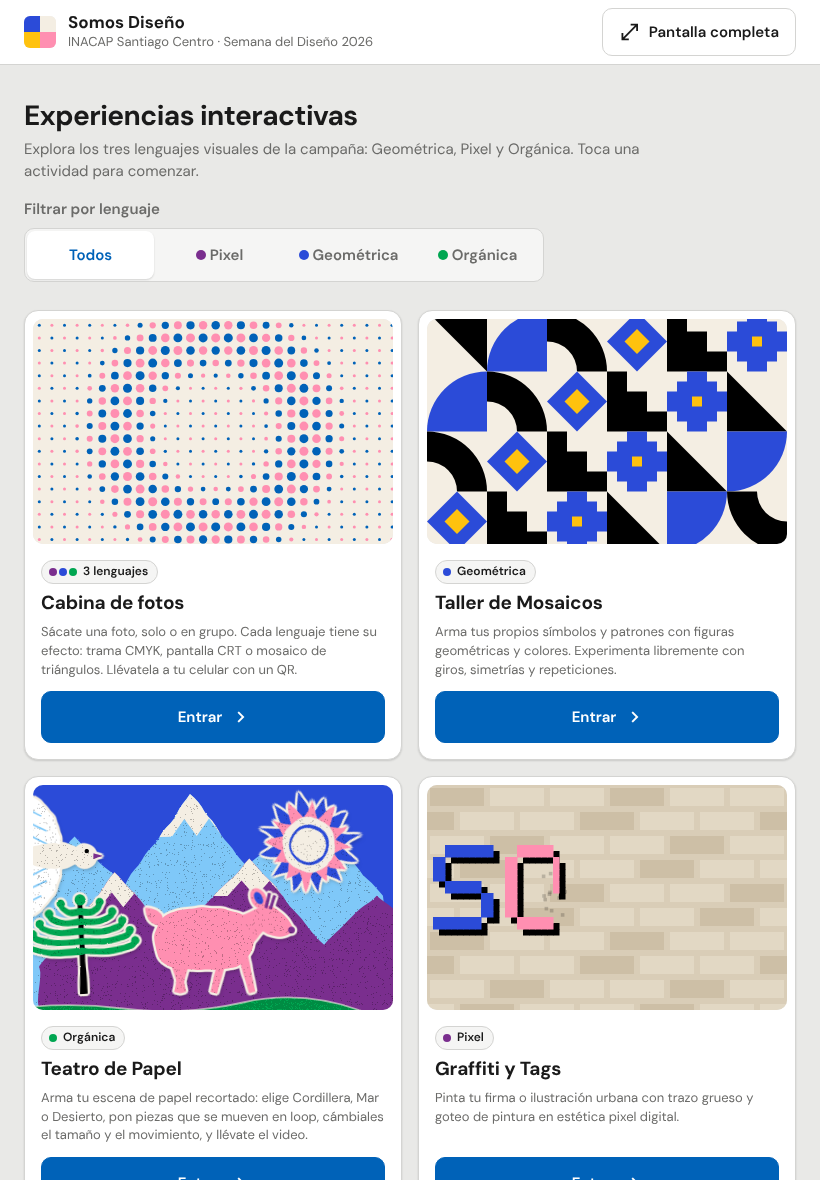 Somos Diseño
INACAP Santiago Centro · Semana del Diseño 2026
Pantalla completa
Experiencias interactivas
Explora los tres lenguajes visuales de la campaña: Geométrica, Pixel y Orgánica. Toca una
actividad para comenzar.
Filtrar por lenguaje
Todos
Pixel
Geométrica
Orgánica
3 lenguajes
Cabina de fotos
Sácate una foto, solo o en grupo. Cada lenguaje tiene su
efecto: trama CMYK, pantalla CRT o mosaico de
triángulos. Llévatela a tu celular con un QR.
Entrar
Geométrica
Taller de Mosaicos
Arma tus propios símbolos y patrones con figuras
geométricas y colores. Experimenta libremente con
giros, simetrías y repeticiones.
Entrar
Orgánica
Teatro de Papel
Arma tu escena de papel recortado: elige Cordillera, Mar
o Desierto, pon piezas que se mueven en loop, cámbiales
el tamaño y el movimiento, y llévate el video.
Pixel
Graffiti y Tags
Pinta tu firma o ilustración urbana con trazo grueso y
goteo de pintura en estética pixel digital.